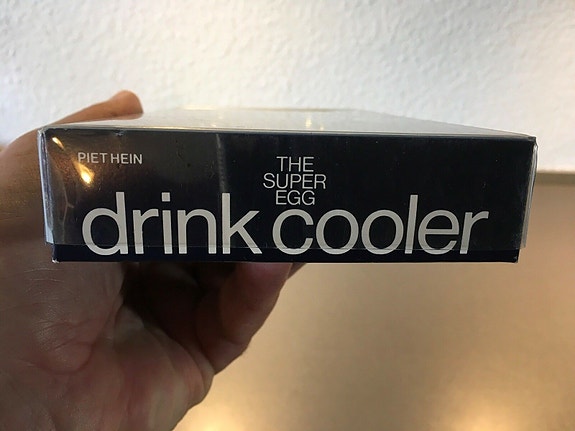 PIET HEIN
THE
SUPER
EGG
drink cooler